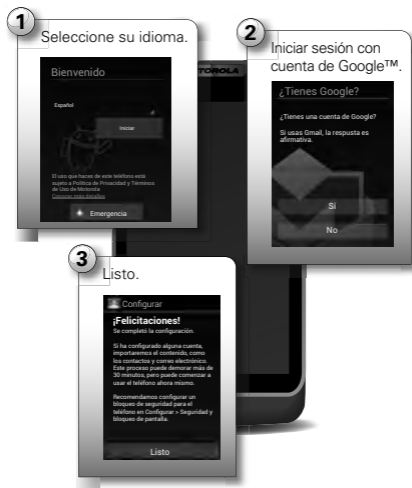 1
Seleccione su idioma.
Bienvenido
Español
Iniciar
El uso que haces de este teléfono está
sujeto a Política de Privacidad y Términos
de Uso de Motorola
Conocer más detalles
Emergencia
MOTOROLA
2
Iniciar sesión con
cuenta de Google™.
¿Tienes Google?
¿Tienes una cuenta de Google?
Si usas Gmail, la respuesta es
afirmativa.
Sí
No
3
Listo.
Configurar
¡Felicitaciones!
Se completó la configuración.
Si ha configurado alguna cuenta,
importaremos el contenido, como
los contactos y correo electrónico.
Este proceso puede demorar más de
30 minutos, pero puede comenzar a
usar el teléfono ahora mismo.
Recomendamos configurar un
bloqueo de seguridad para el
teléfono en Configurar > Seguridad y
bloqueo de pantalla.
Listo